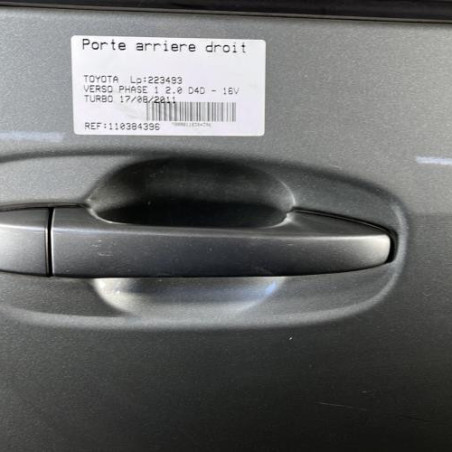 Porte arriere droit
TOYOTA Lp:223493
VERSO PHASE 1 2.0 D4D - 16V
TURBO 17/08/2011
REF:110384396